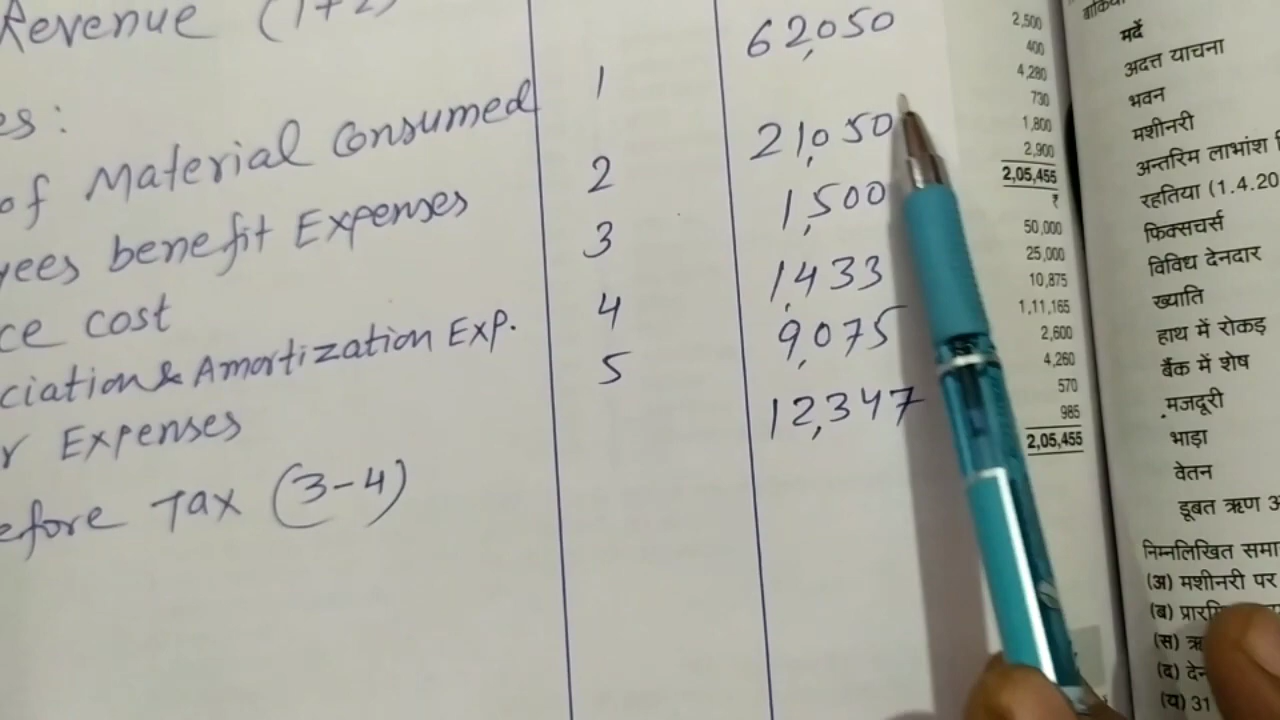 Revenue (1+2) 62,050
es:
of Material Consumed 1 21,050
yees benefit Expenses 2 1,500
ce cost 3 1,433
ciation & Amortization Exp. 4 9,075
r Expenses 5 12,347
efore Tax (3-4)
2,500
400
4,280
730
1,800
2,900
2,05,455
₹
50,000
25,000
10,875
1,11,165
2,600
4,260
570
985
2,05,455
मदें
अदत्त याचना
भवन
मशीनरी
अन्तरिम लाभांश
रहतिया (1.4.20
फिक्सचर्स
विविध देनदार
ख्याति
हाथ में रोकड़
बैंक में शेष
मजदूरी
भाड़ा
वेतन
डूबत ऋण
निम्नलिखित समा
(अ) मशीनरी पर
(ब) प्रार
(स) ऋ
(द) दे
(य) 31